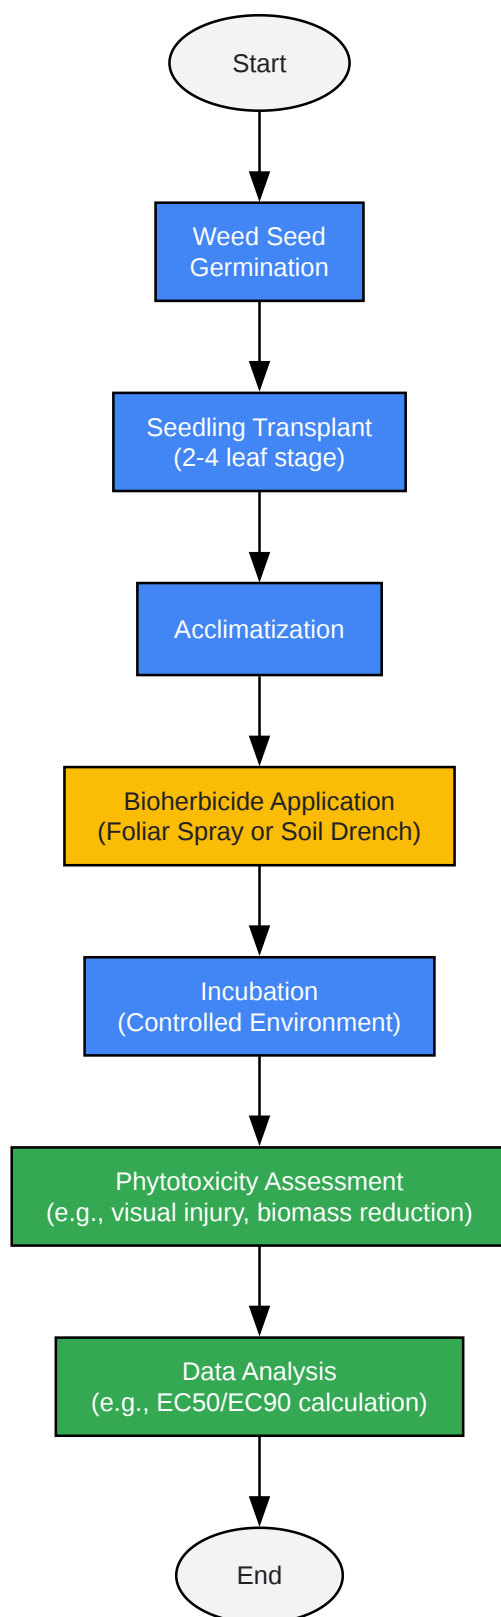 Start
Weed Seed
Germination
Seedling Transplant
(2-4 leaf stage)
Acclimatization
Bioherbicide Application
(Foliar Spray or Soil Drench)
Incubation
(Controlled Environment)
Phytotoxicity Assessment
(e.g., visual injury, biomass reduction)
Data Analysis
(e.g., EC50/EC90 calculation)
End